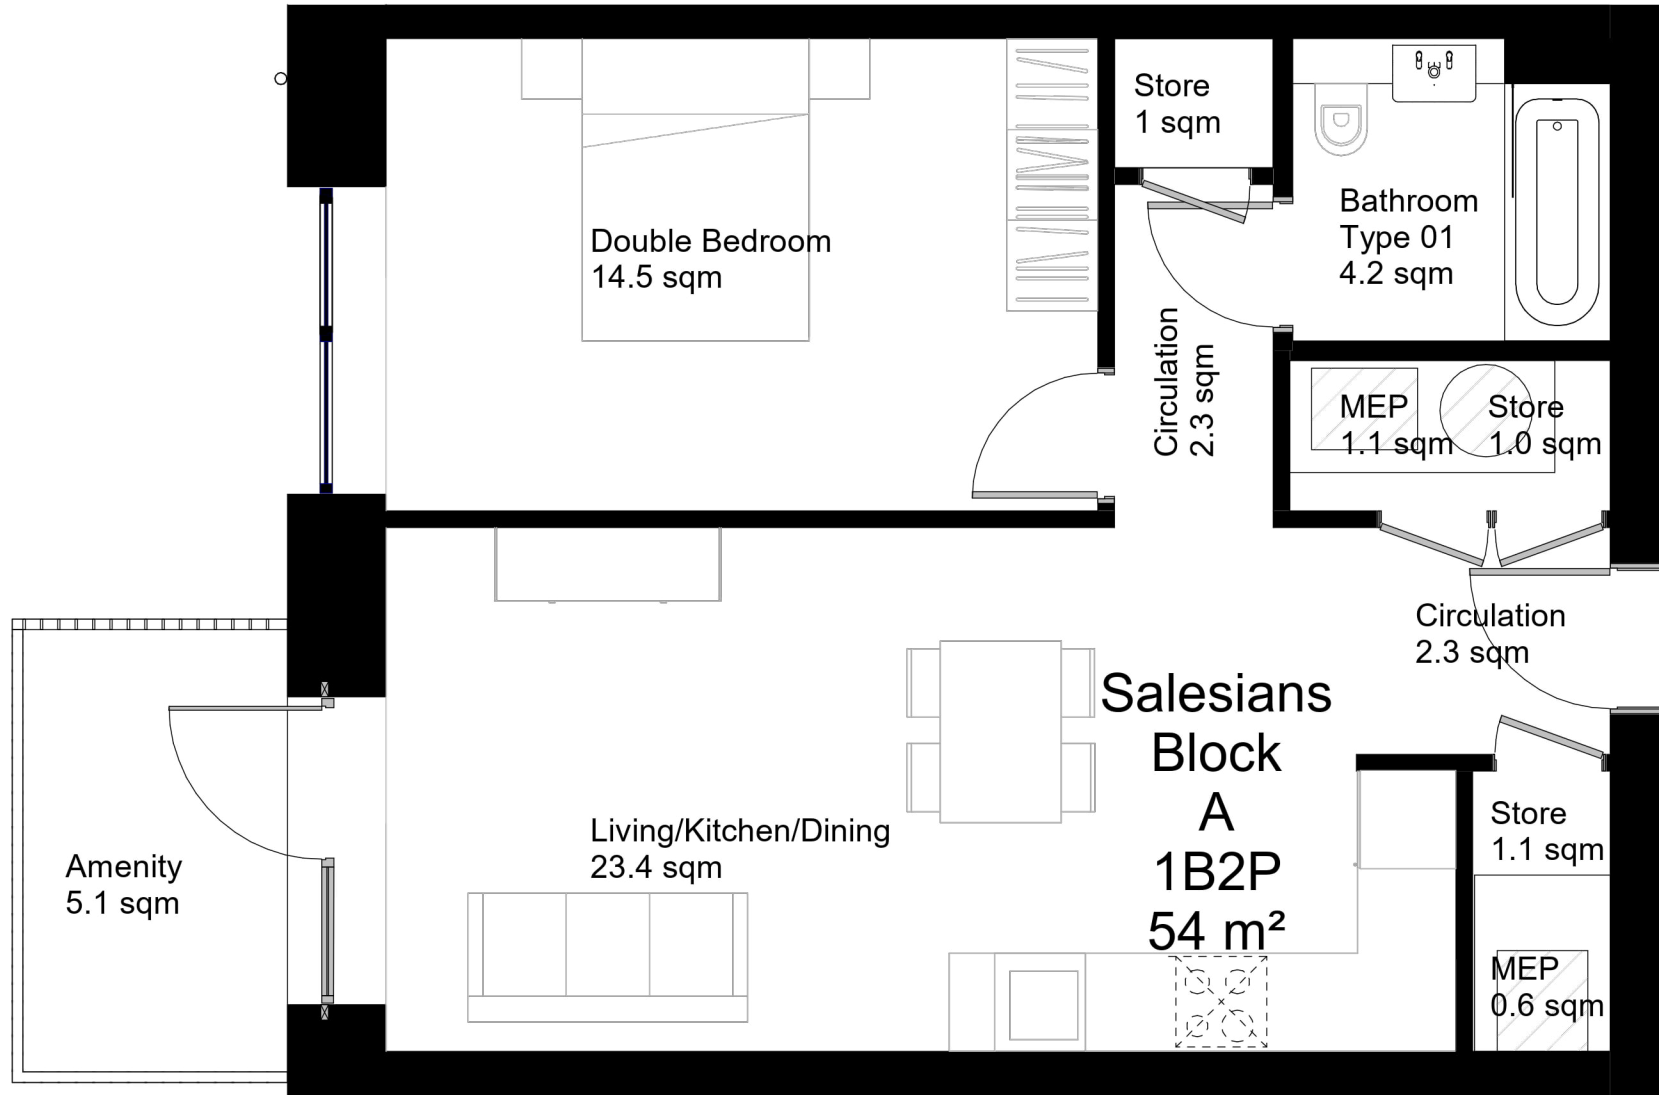 Store
1 sqm
Bathroom
Type 01
4.2 sqm
Double Bedroom
14.5 sqm
Circulation
2.3 sqm
MEP
1.1 sqm
Store
1.0 sqm
Circulation
2.3 sqm
Salesians
Block
A
1B2P
54 m²
Living/Kitchen/Dining
23.4 sqm
Amenity
5.1 sqm
Store
1.1 sqm
MEP
0.6 sqm